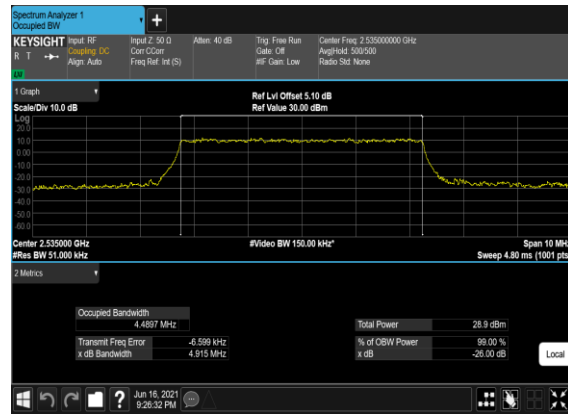 Spectrum Analyzer 1
Occupied BW
+
KEYSIGHT Input: RF Input Z: 50 Ω Atten: 40 dB Trig: Free Run Center Freq: 2.535000000 GHz
R T Coupling: DC Corr CCorr Gate: Off Avg|Hold: 500/500
Align: Auto Freq Ref: Int (S) #IF Gain: Low Radio Std: None
1 Graph
Ref Lvl Offset 5.10 dB
Scale/Div 10.0 dB Ref Value 30.00 dBm
Log
20.0
10.0
0.00
-10.0
-20.0
-30.0
-40.0
-50.0
-60.0
Center 2.535000 GHz #Video BW 150.00 kHz* Span 10 MHz
#Res BW 51.000 kHz Sweep 4.80 ms (1001 pts)
2 Metrics
Occupied Bandwidth
4.4897 MHz Total Power 28.9 dBm
Transmit Freq Error -6.599 kHz % of OBW Power 99.00 %
x dB Bandwidth 4.915 MHz x dB -26.00 dB
Local
? Jun 16, 2021
9:26:32 PM